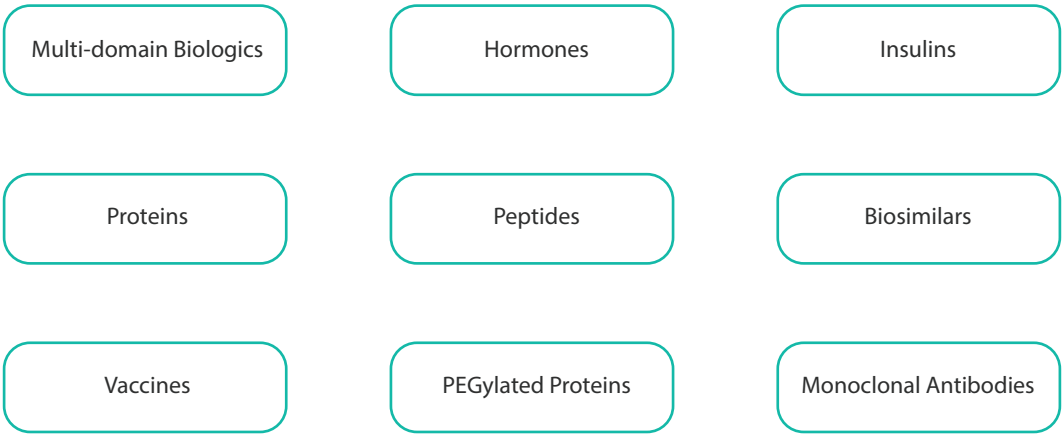 Multi-domain Biologics
Hormones
Insulins
Proteins
Peptides
Biosimilars
Vaccines
PEGylated Proteins
Monoclonal Antibodies